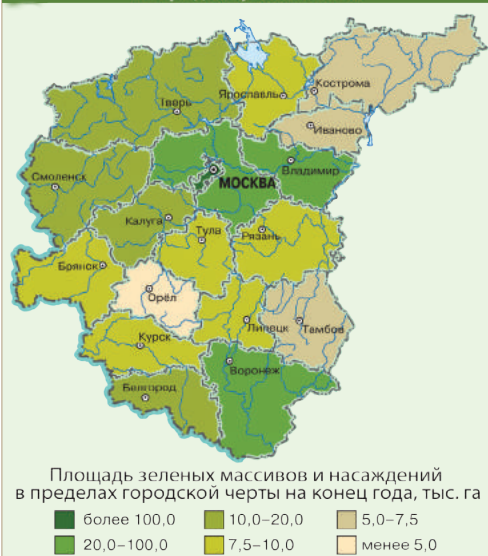 Кострома
Ярославль
Тверь
Иваново
Владимир
Смоленск
МОСКВА
Калуга
Тула
Рязань
Брянск
Орёл
Липецк
Тамбов
Курск
Воронеж
Белгород
Площадь зеленых массивов и насаждений
в пределах городской черты на конец года, тыс. га
более 100,0 10,0–20,0 5,0–7,5
20,0–100,0 7,5–10,0 менее 5,0